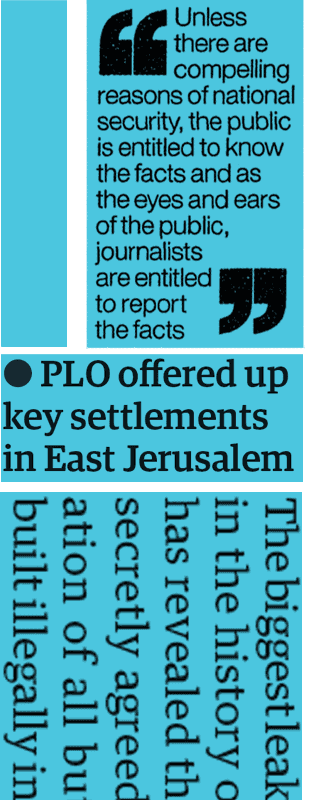 “Unless
there are
compelling
reasons of national
security, the public
is entitled to know
the facts and as
the eyes and ears
of the public,
journalists
are entitled
to report
the facts”
● PLO offered up
key settlements
in East Jerusalem
The biggest leak
in the history o
has revealed th
secretly agreed
ation of all bu
built illegally in